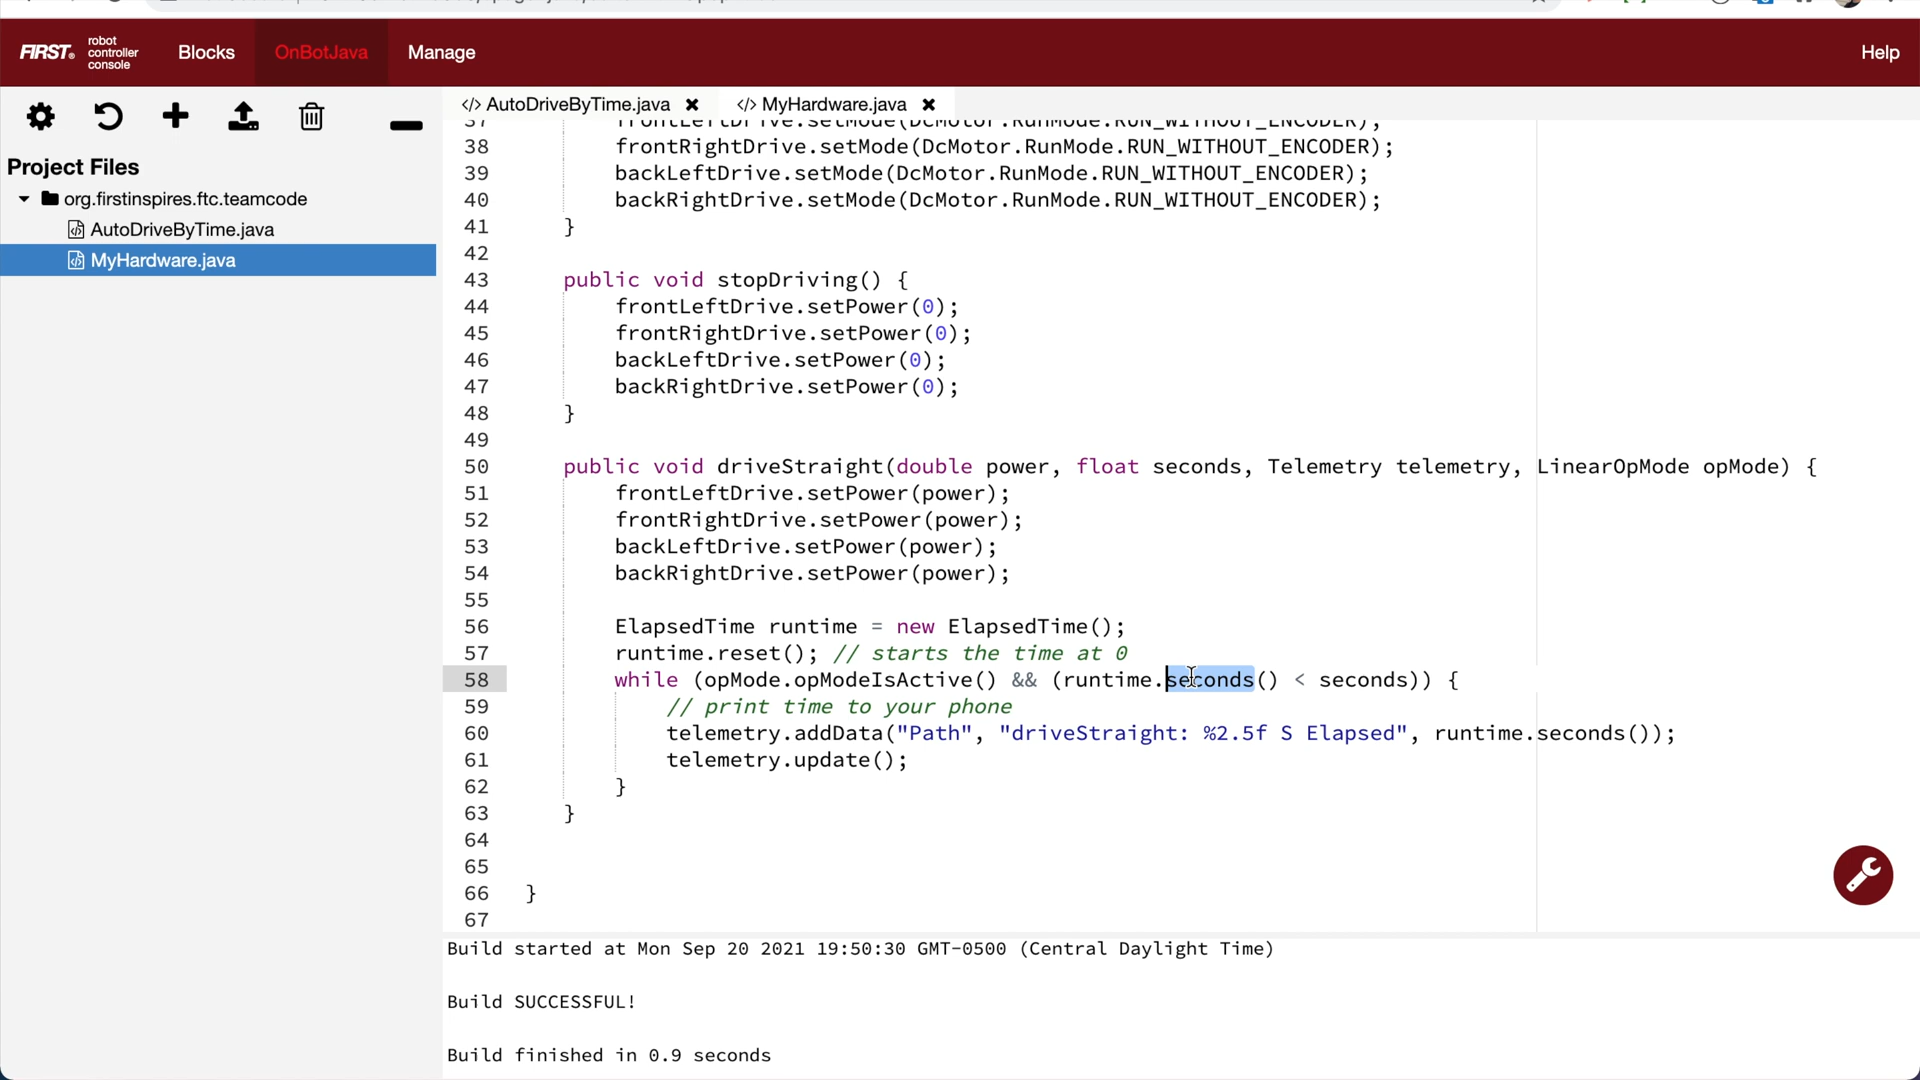 FIRST® robot controller console Blocks OnBotJava Manage Help
</> AutoDriveByTime.java ✖ </> MyHardware.java ✖
Project Files
org.firstinspires.ftc.teamcode
AutoDriveByTime.java
MyHardware.java
37 frontLeftDrive.setMode(DcMotor.RunMode.RUN_WITHOUT_ENCODER);
38 frontRightDrive.setMode(DcMotor.RunMode.RUN_WITHOUT_ENCODER);
39 backLeftDrive.setMode(DcMotor.RunMode.RUN_WITHOUT_ENCODER);
40 backRightDrive.setMode(DcMotor.RunMode.RUN_WITHOUT_ENCODER);
41 }
42
43 public void stopDriving() {
44 frontLeftDrive.setPower(0);
45 frontRightDrive.setPower(0);
46 backLeftDrive.setPower(0);
47 backRightDrive.setPower(0);
48 }
49
50 public void driveStraight(double power, float seconds, Telemetry telemetry, LinearOpMode opMode) {
51 frontLeftDrive.setPower(power);
52 frontRightDrive.setPower(power);
53 backLeftDrive.setPower(power);
54 backRightDrive.setPower(power);
55
56 ElapsedTime runtime = new ElapsedTime();
57 runtime.reset(); // starts the time at 0
58 while (opMode.opModeIsActive() && (runtime.seconds() < seconds)) {
59 // print time to your phone
60 telemetry.addData("Path", "driveStraight: %2.5f S Elapsed", runtime.seconds());
61 telemetry.update();
62 }
63 }
64
65
66 }
67
Build started at Mon Sep 20 2021 19:50:30 GMT-0500 (Central Daylight Time)
Build SUCCESSFUL!
Build finished in 0.9 seconds